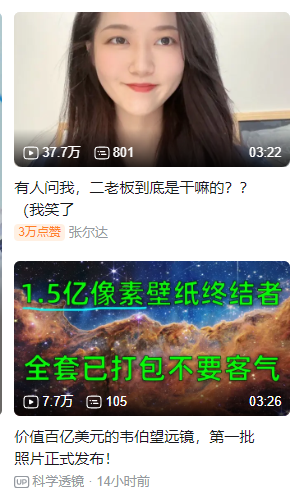 37.7万 801 03:22
有人问我，二老板到底是干嘛的？？
（我笑了
3万点赞 张尔达
1.5亿像素壁纸终结者
全套已打包不要客气
7.7万 105 03:26
价值百亿美元的韦伯望远镜，第一批
照片正式发布！
UP 科学透镜 · 14小时前